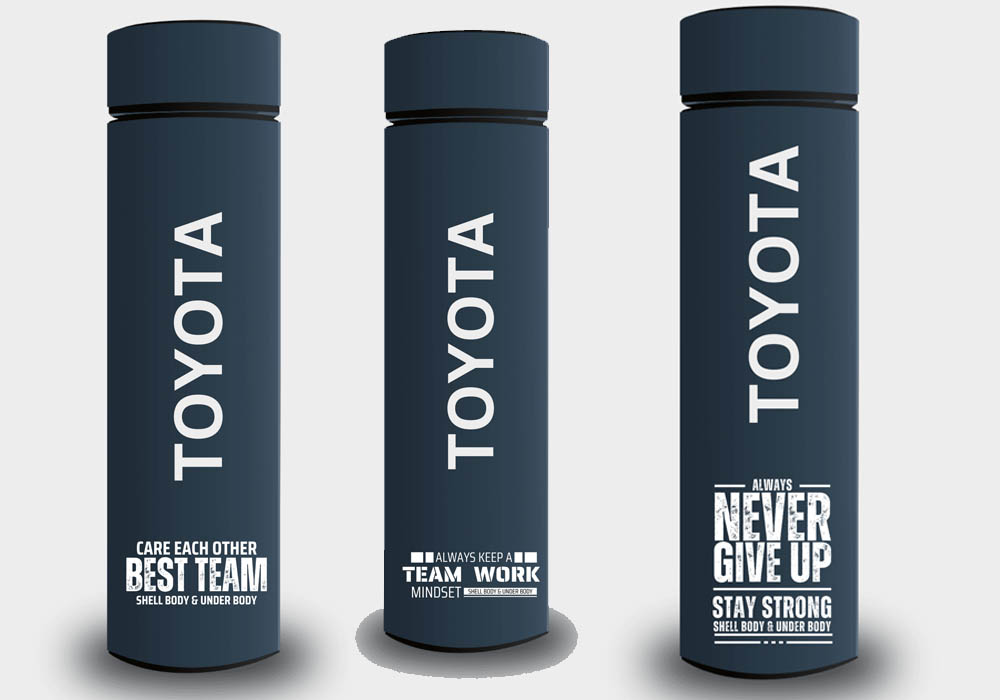 TOYOTA
CARE EACH OTHER
BEST TEAM
SHELL BODY & UNDER BODY
TOYOTA
ALWAYS KEEP A
TEAM WORK
MINDSET SHELL BODY & UNDER BODY
TOYOTA
ALWAYS
NEVER
GIVE UP
STAY STRONG
SHELL BODY & UNDER BODY